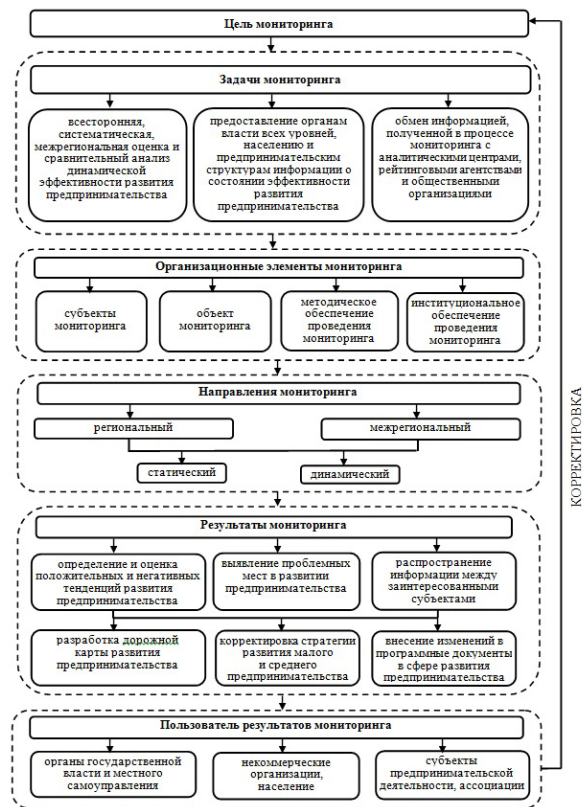 Цель мониторинга
Задачи мониторинга
всесторонняя,
систематическая,
межрегиональная оценка и
сравнительный анализ
динамической
эффективности развития
предпринимательства
предоставление органам
власти всех уровней,
населению и
предпринимательским
структурам информации о
состоянии эффективности
развития
предпринимательства
обмен информацией,
полученной в процессе
мониторинга с
аналитическими центрами,
рейтинговыми агентствами
и общественными
организациями
Организационные элементы мониторинга
субъекты
мониторинга
объект
мониторинга
методическое
обеспечение
проведения
мониторинга
институциональное
обеспечение
проведения
мониторинга
Направления мониторинга
региональный
межрегиональный
статический
динамический
Результаты мониторинга
определение и оценка
положительных и негативных
тенденций развития
предпринимательства
выявление проблемных
мест в развитии
предпринимательства
распространение
информации между
заинтересованными
субъектами
разработка дорожной
карты развития
предпринимательства
корректировка стратегии
развития малого
и среднего
предпринимательства
внесение изменений в
программные документы
в сфере развития
предпринимательства
Пользователь результатов мониторинга
органы государственной
власти и местного
самоуправления
некоммерческие
организации,
население
субъекты
предпринимательской
деятельности, ассоциации
КОРРЕКТИРОВКА